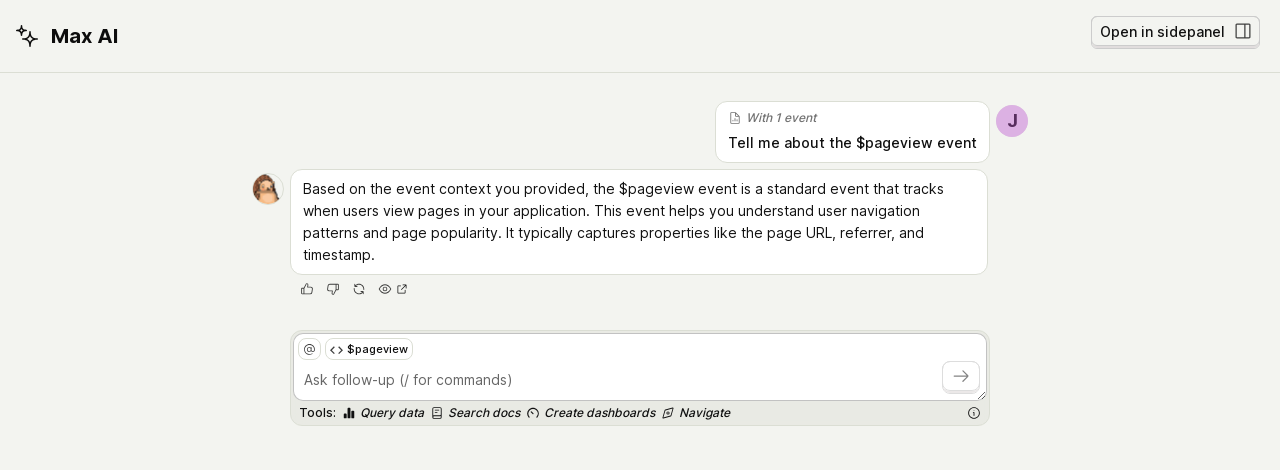 Max AI
Open in sidepanel
With 1 event
J
Tell me about the $pageview event
Based on the event context you provided, the $pageview event is a standard event that tracks
when users view pages in your application. This event helps you understand user navigation
patterns and page popularity. It typically captures properties like the page URL, referrer, and
timestamp.
@ $pageview
Ask follow-up (/ for commands)
Tools: Query data Search docs Create dashboards Navigate